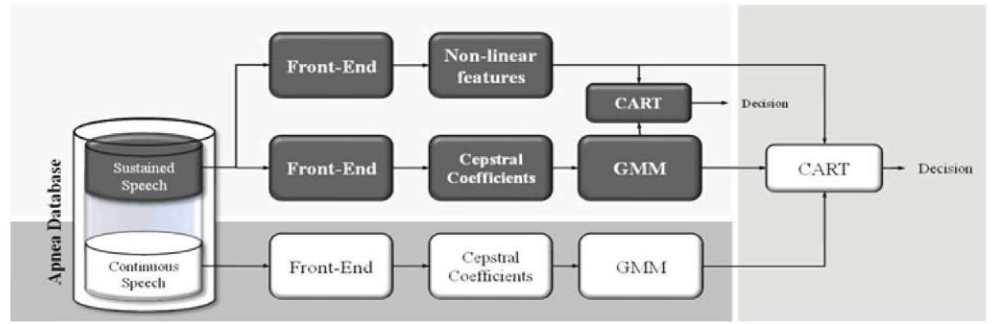 Apnea Database
Sustained
Speech
Continuous
Speech
Front-End
Non-linear
features
CART
Decision
Front-End
Cepstral
Coefficients
GMM
CART
Decision
Front-End
Cepstral
Coefficients
GMM